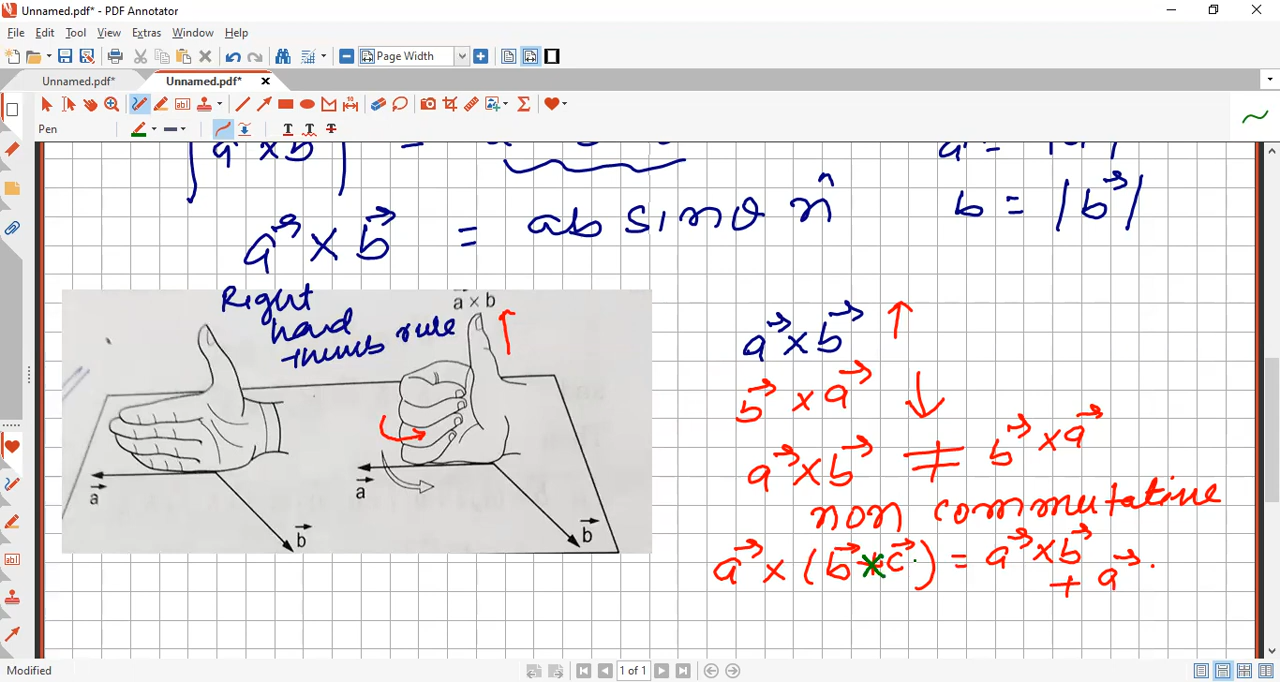 Unnamed.pdf* - PDF Annotator
File Edit Tool View Extras Window Help
Page Width
Unnamed.pdf* Unnamed.pdf*
Pen
a⃗ × b⃗ = ab sinθ n̂
b = |b⃗|
Right
hand
Thumb rule
a⃗ × b
a⃗
b⃗
a⃗
b⃗
a⃗ × b⃗ ↑
b⃗ × a⃗ ↓
a⃗ × b⃗ ≠ b⃗ × a⃗
non commutative
a⃗ × (b⃗ + c⃗) = a⃗ × b⃗
+ a⃗
Modified
1 of 1